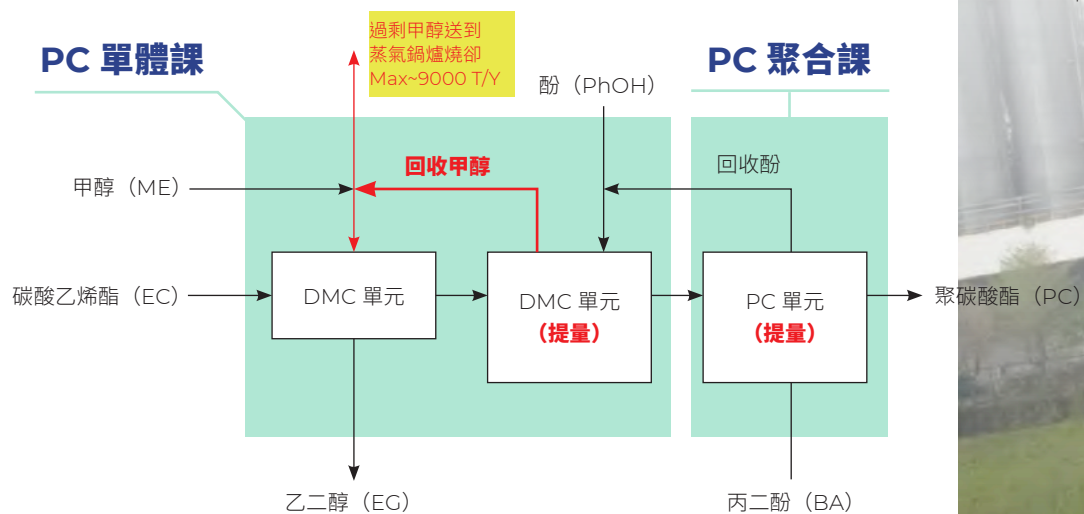 過剩甲醇送到
蒸氣鍋爐燒卻
Max~9000 T/Y
PC 單體課
PC 聚合課
酚（PhOH）
回收甲醇
回收酚
甲醇（ME）
碳酸乙烯酯（EC）
DMC 單元
DMC 單元
（提量）
PC 單元
（提量）
聚碳酸酯（PC）
乙二醇（EG）
丙二酚（BA）